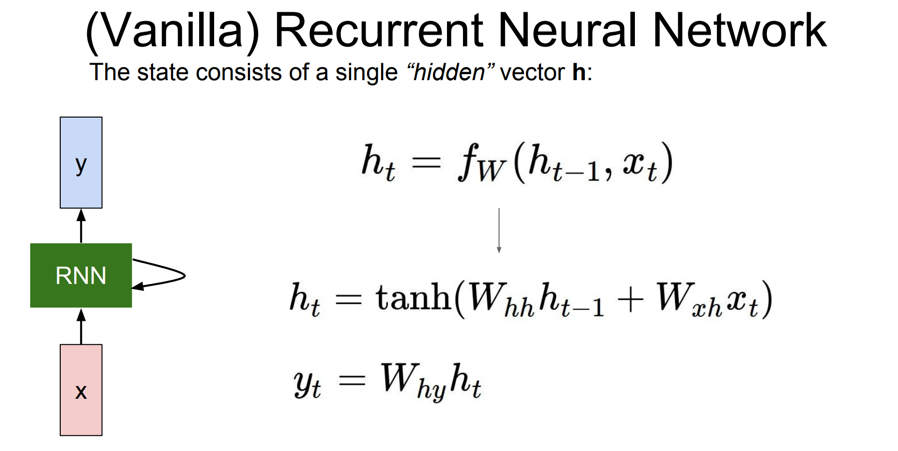 (Vanilla) Recurrent Neural Network
The state consists of a single “hidden” vector h:
y
RNN
x
h_t = f_W(h_{t-1}, x_t)
h_t = tanh(W_{hh}h_{t-1} + W_{xh}x_t)
y_t = W_{hy}h_t